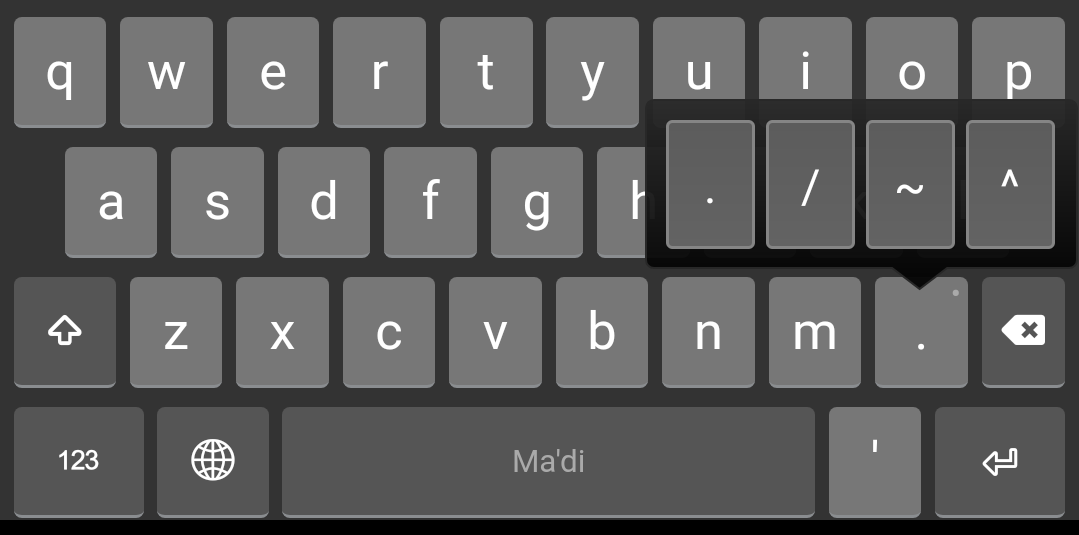 q w e r t y u i o p
a s d f g h
. / ~ ^
z x c v b n m .
123 Ma'di '